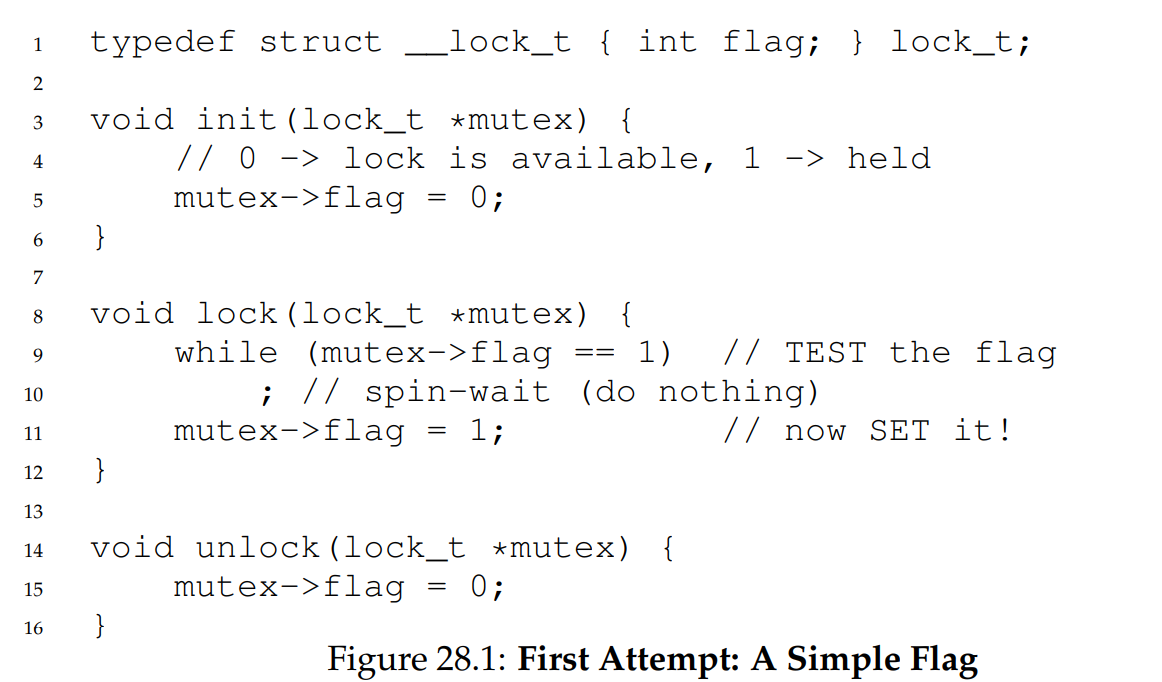 1 typedef struct __lock_t { int flag; } lock_t;
2
3 void init(lock_t *mutex) {
4     // 0 -> lock is available, 1 -> held
5     mutex->flag = 0;
6 }
7
8 void lock(lock_t *mutex) {
9     while (mutex->flag == 1)  // TEST the flag
10         ; // spin-wait (do nothing)
11     mutex->flag = 1;          // now SET it!
12 }
13
14 void unlock(lock_t *mutex) {
15     mutex->flag = 0;
16 }
Figure 28.1: First Attempt: A Simple Flag